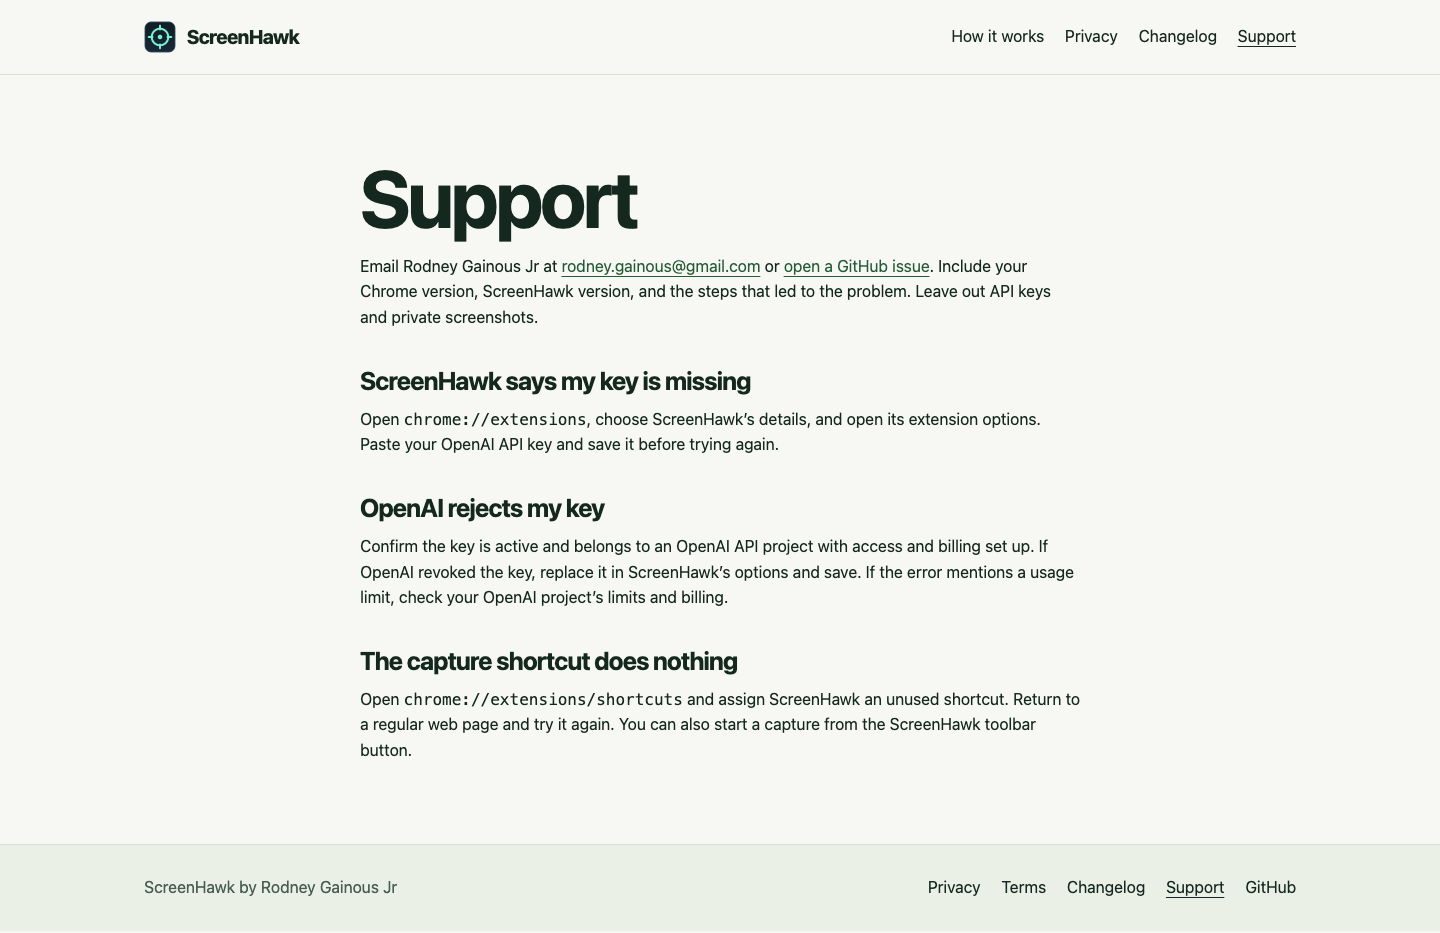 ScreenHawk
How it works Privacy Changelog Support
Support
Email Rodney Gainous Jr at rodney.gainous@gmail.com or open a GitHub issue. Include your
Chrome version, ScreenHawk version, and the steps that led to the problem. Leave out API keys
and private screenshots.
ScreenHawk says my key is missing
Open chrome://extensions, choose ScreenHawk’s details, and open its extension options.
Paste your OpenAI API key and save it before trying again.
OpenAI rejects my key
Confirm the key is active and belongs to an OpenAI API project with access and billing set up. If
OpenAI revoked the key, replace it in ScreenHawk’s options and save. If the error mentions a usage
limit, check your OpenAI project’s limits and billing.
The capture shortcut does nothing
Open chrome://extensions/shortcuts and assign ScreenHawk an unused shortcut. Return to
a regular web page and try it again. You can also start a capture from the ScreenHawk toolbar
button.
ScreenHawk by Rodney Gainous Jr
Privacy Terms Changelog Support GitHub